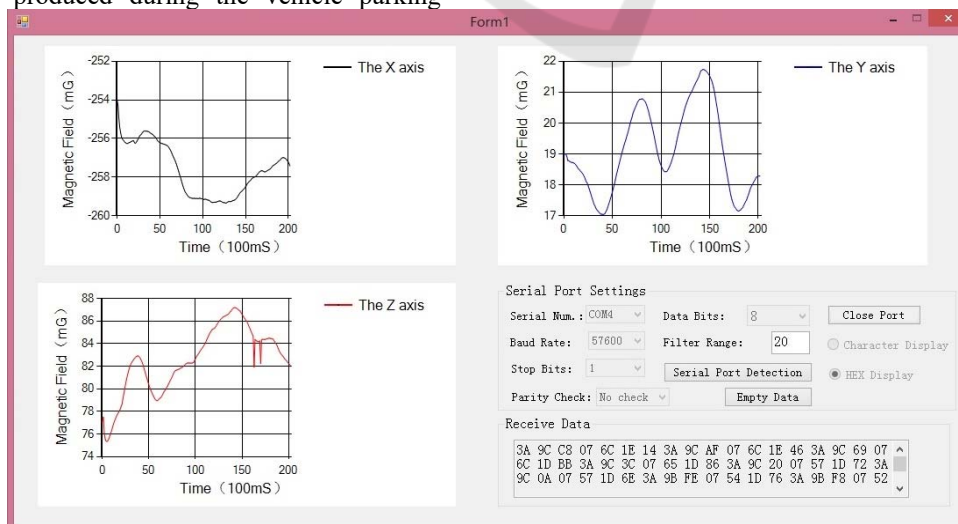 produced during the vehicle parking
Form1
-252
-254
-256
-258
-260
Magnetic Field (mG)
0 50 100 150 200
Time (100mS)
The X axis
22
21
20
19
18
17
Magnetic Field (mG)
0 50 100 150 200
Time (100mS)
The Y axis
88
86
84
82
80
78
76
74
Magnetic Field (mG)
0 50 100 150 200
Time (100mS)
The Z axis
Serial Port Settings
Serial Num.: COM4 Data Bits: 8 Close Port
Baud Rate: 57600 Filter Range: 20 Character Display
Stop Bits: 1 Serial Port Detection HEX Display
Parity Check: No check Empty Data
Receive Data
3A 9C C8 07 6C 1E 14 3A 9C AF 07 6C 1E 46 3A 9C 69 07
6C 1D BB 3A 9C 3C 07 65 1D 86 3A 9C 20 07 57 1D 72 3A
9C 0A 07 57 1D 6E 3A 9B FE 07 54 1D 76 3A 9B F8 07 52